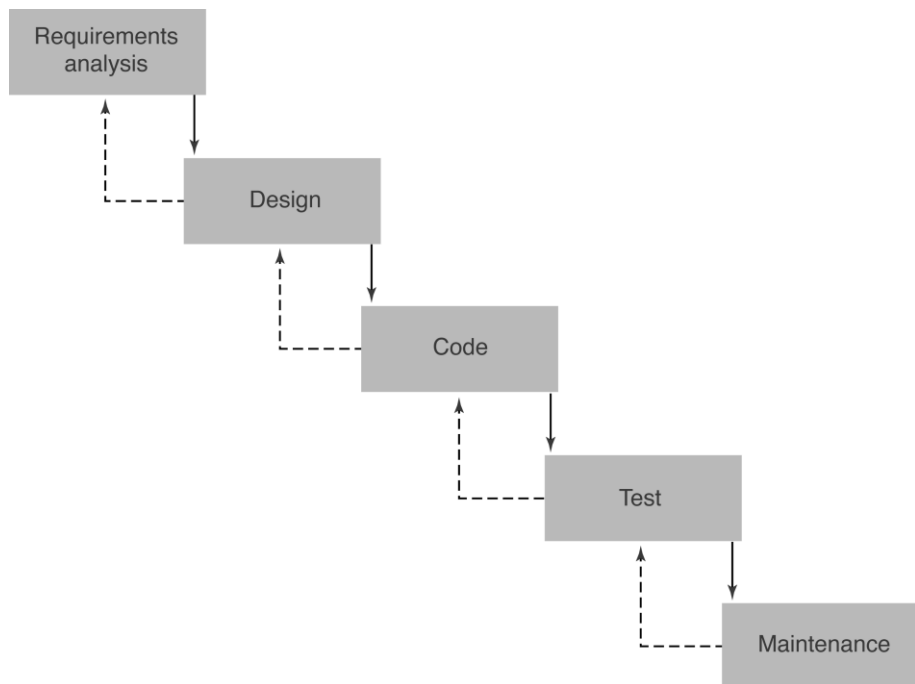 Requirements
analysis
Design
Code
Test
Maintenance